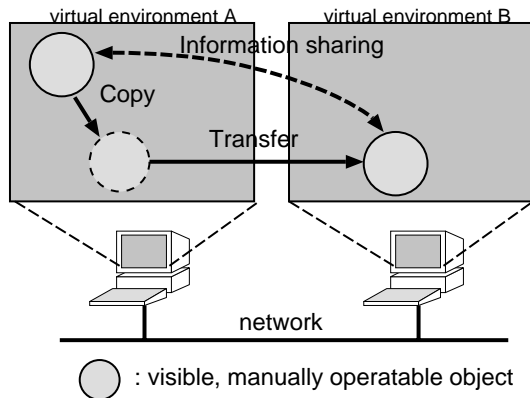 virtual environment A
virtual environment B
Information sharing
Copy
Transfer
network
: visible, manually operatable object